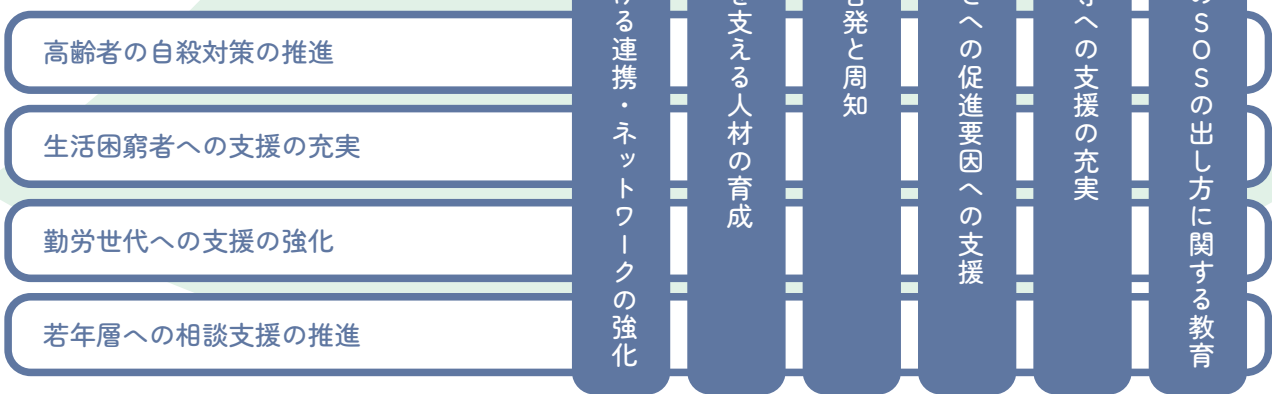 高齢者の自殺対策の推進
生活困窮者への支援の充実
勤労世代への支援の強化
若年層への相談支援の推進
る連携・ネットワークの強化
支える人材の育成
発と周知
への促進要因への支援
への支援の充実
SOSの出し方に関する教育